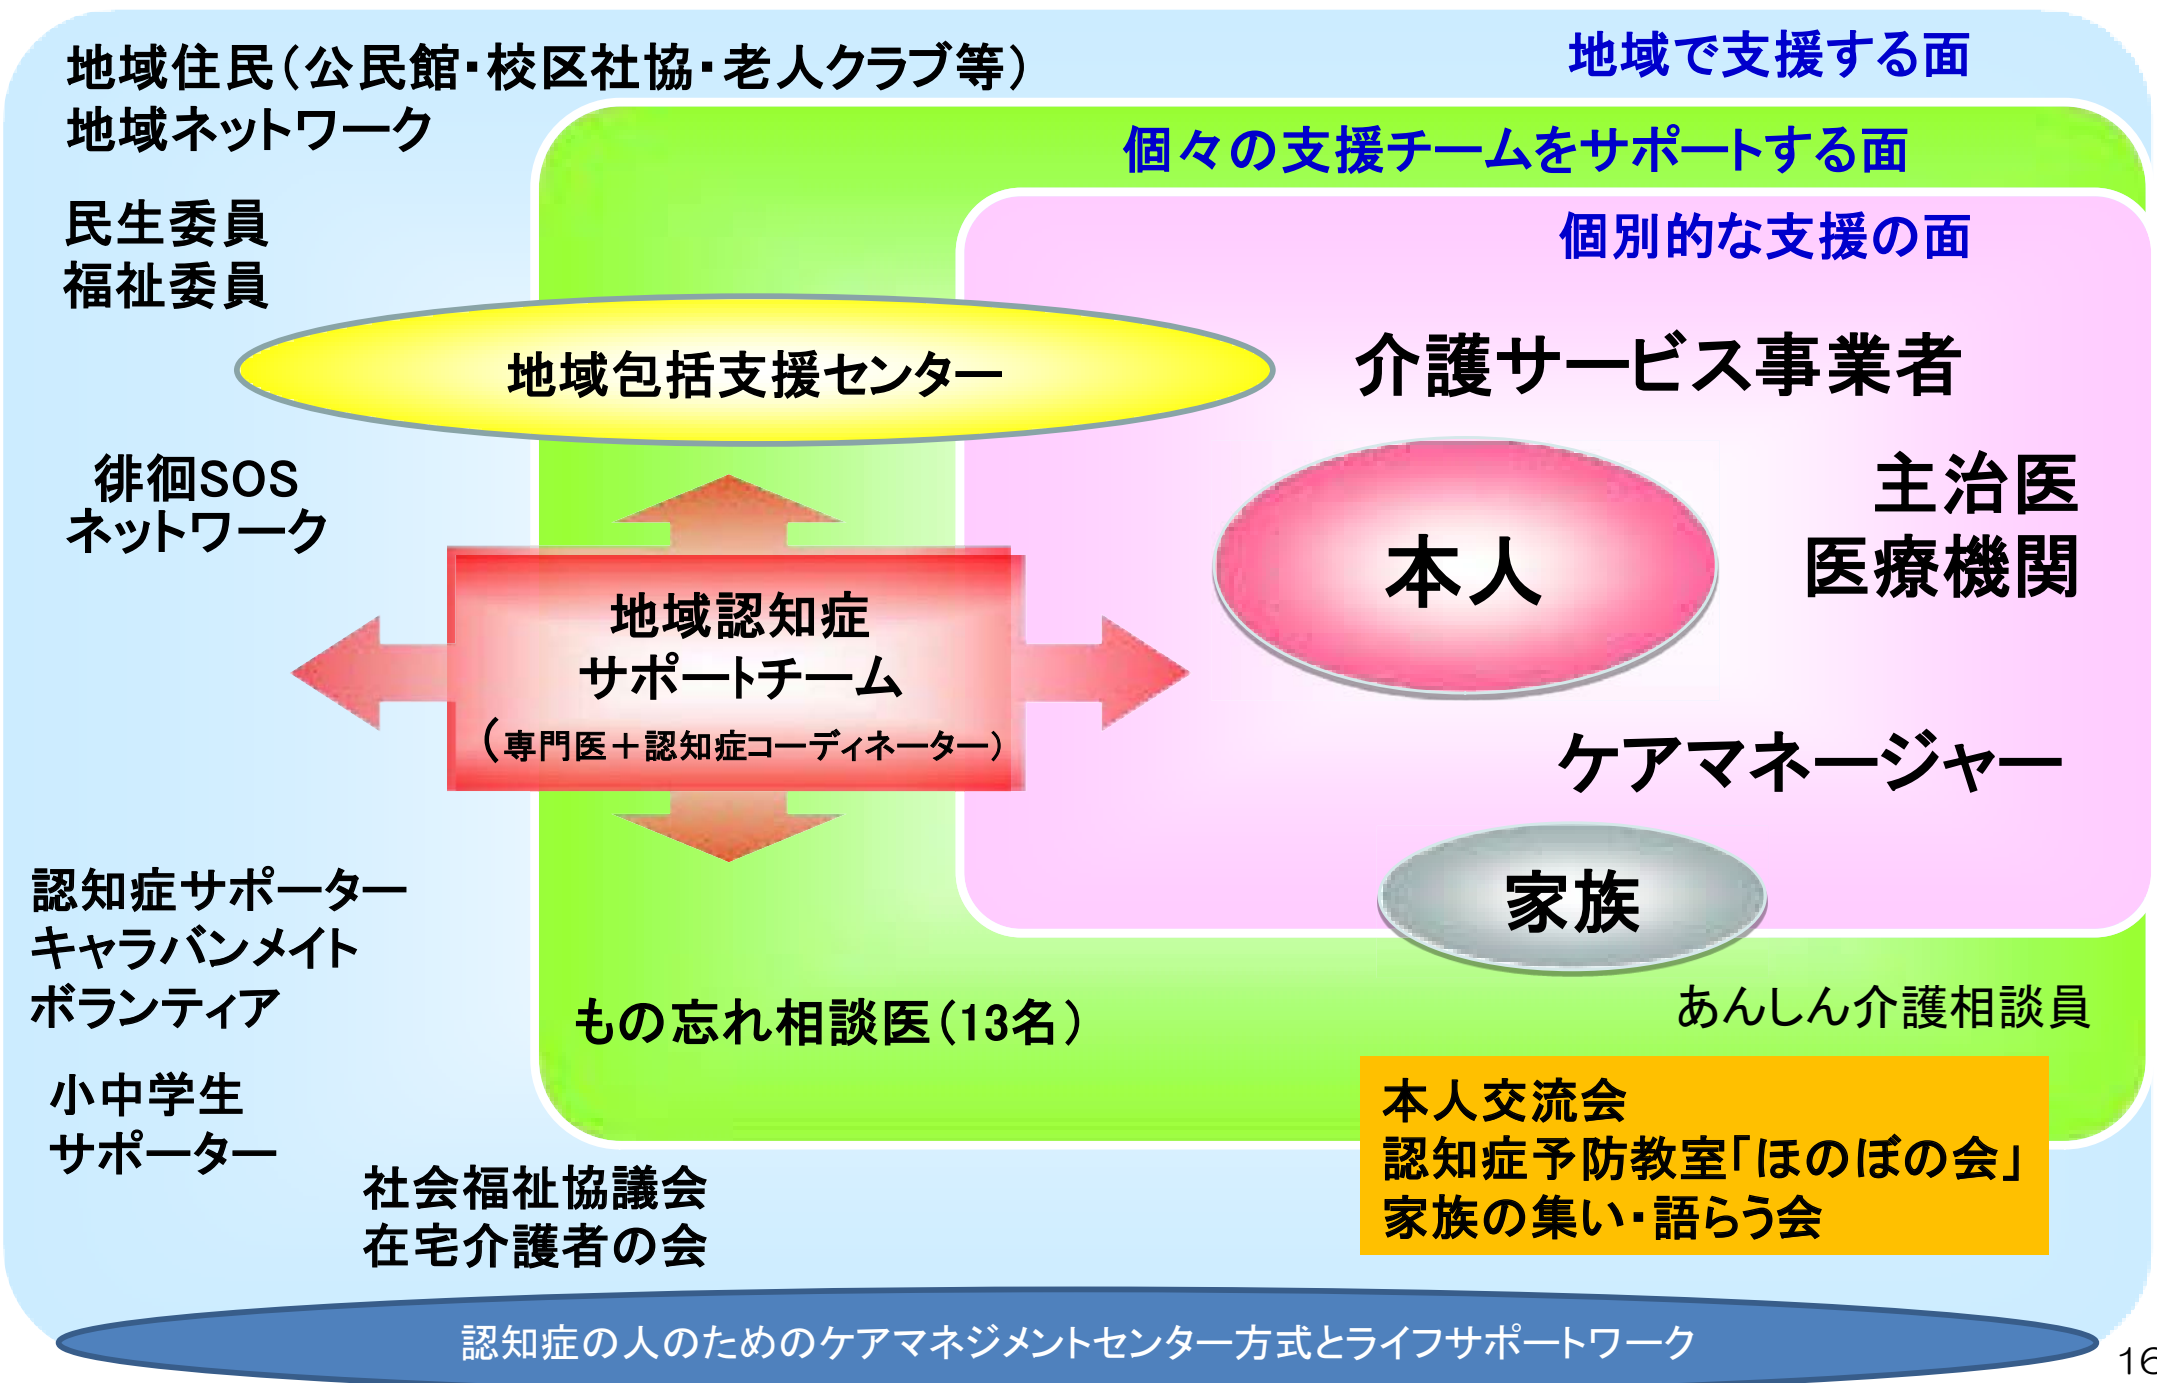 地域住民(公民館・校区社協・老人クラブ等)
地域ネットワーク
地域で支援する面
個々の支援チームをサポートする面
個別的な支援の面
民生委員
福祉委員
地域包括支援センター
介護サービス事業者
徘徊SOS
ネットワーク
本人
主治医
医療機関
地域認知症
サポートチーム
(専門医+認知症コーディネーター)
ケアマネージャー
家族
認知症サポーター
キャラバンメイト
ボランティア
もの忘れ相談医(13名)
あんしん介護相談員
小中学生
サポーター
本人交流会
認知症予防教室「ほのぼの会」
家族の集い・語らう会
社会福祉協議会
在宅介護者の会
認知症の人のためのケアマネジメントセンター方式とライフサポートワーク
16